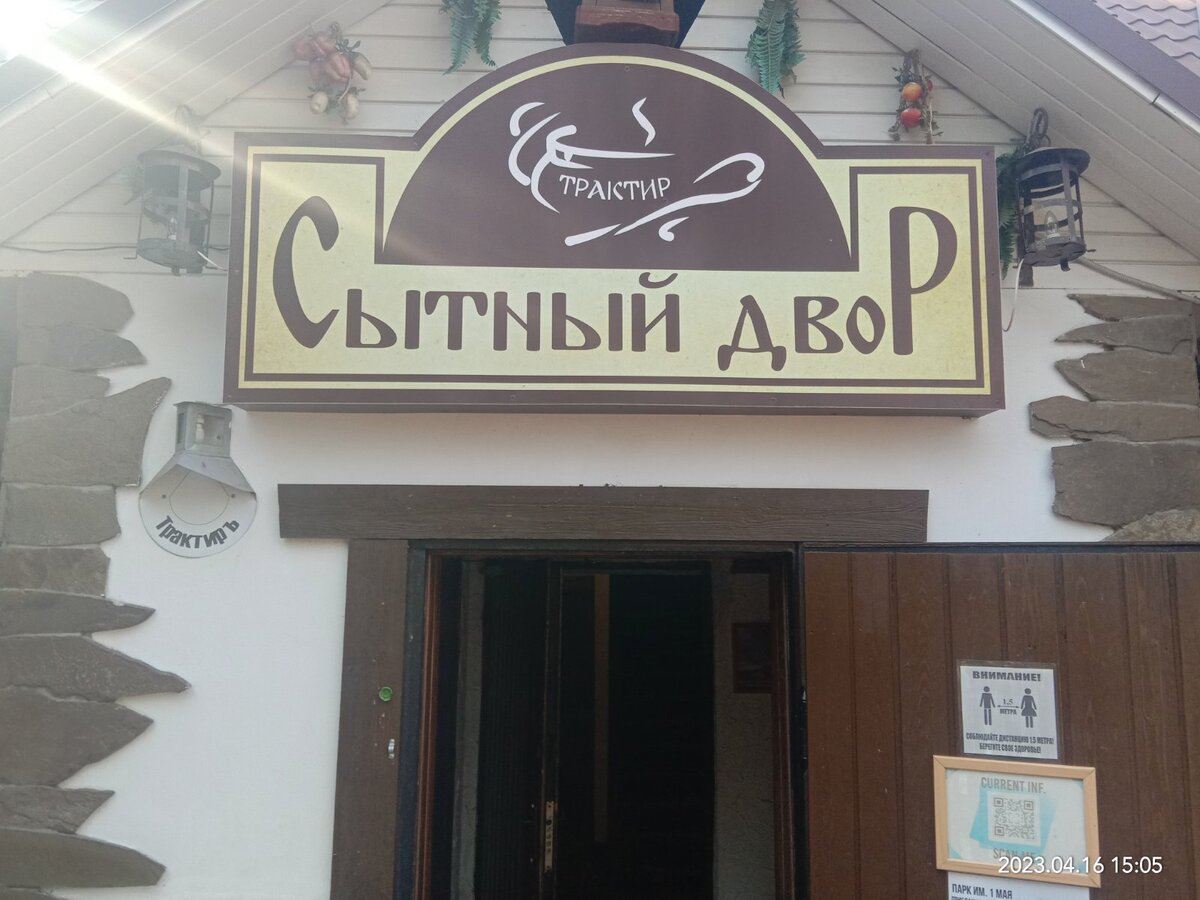 ТРАКТИР
Сытный двор
Трактиръ
ВНИМАНИЕ!
1,5
МЕТРА
СОБЛЮДАЙТЕ ДИСТАНЦИЮ 1,5 МЕТРА!
БЕРЕГИТЕ СВОЕ ЗДОРОВЬЕ!
CURRENT INF.
SCAN ME
2023.04.16 15:05
ПАРК ИМ. 1 МАЯ